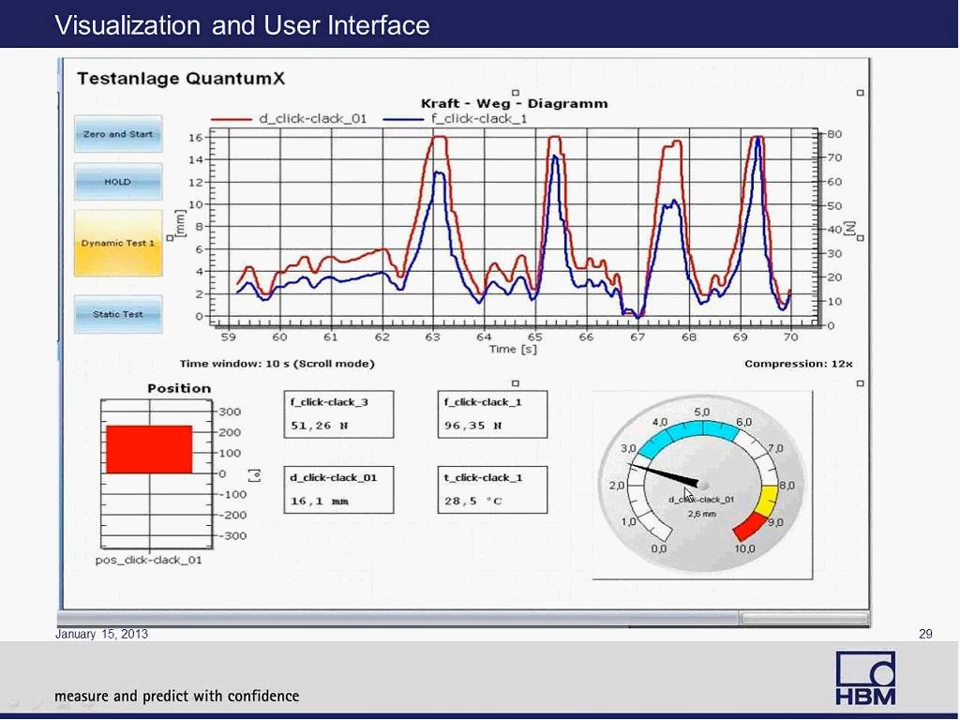 Visualization and User Interface
Testanlage QuantumX
Zero and Start
HOLD
Dynamic Test 1
Static Test
Kraft - Weg - Diagramm
d_click-clack_01 f_click-clack_1
16
14
12
10
8
6
4
2
0
[mm]
80
70
60
50
40
30
20
10
0
[N]
59 60 61 62 63 64 65 66 67 68 69 70
Time [s]
Time window: 10 s (Scroll mode) Compression: 12x
Position
300
200
100
0
-100
-200
-300
[°]
pos_click-clack_01
f_click-clack_3
51,26 N
f_click-clack_1
96,35 N
d_click-clack_01
16,1 mm
t_click-clack_1
28,5 °C
0,0 1,0 2,0 3,0 4,0 5,0 6,0 7,0 8,0 9,0 10,0
d_click-clack_01
2,6 mm
January 15, 2013 29
measure and predict with confidence
HBM